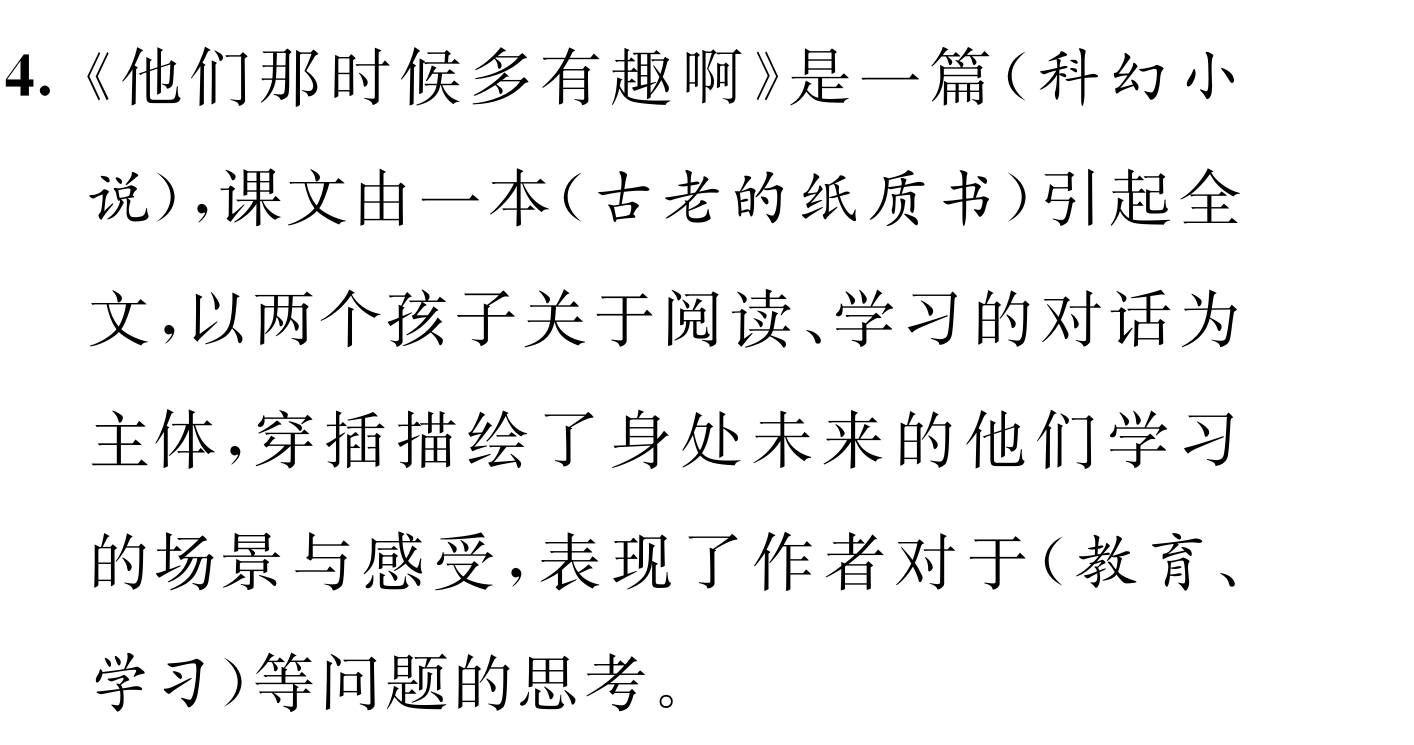 4.《他们那时候多有趣啊》是一篇(科幻小
说),课文由一本(古老的纸质书)引起全
文,以两个孩子关于阅读、学习的对话为
主体,穿插描绘了身处未来的他们学习
的场景与感受,表现了作者对于(教育、
学习)等问题的思考。